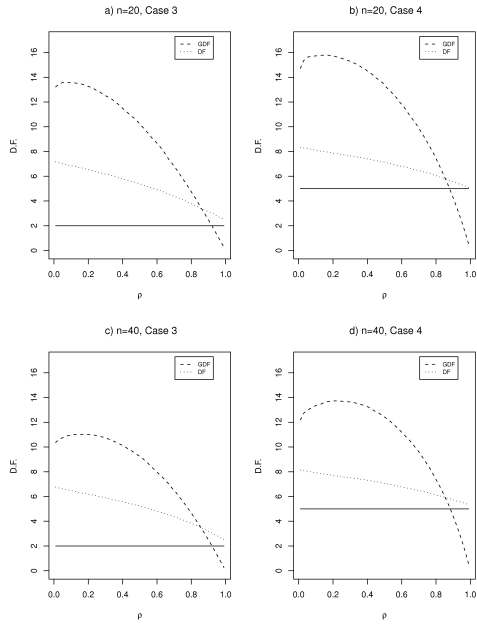 a) n=20, Case 3
GDF
DF
D.F.
0 2 4 6 8 10 12 14 16
0.0 0.2 0.4 0.6 0.8 1.0
ρ
b) n=20, Case 4
GDF
DF
D.F.
0 2 4 6 8 10 12 14 16
0.0 0.2 0.4 0.6 0.8 1.0
ρ
c) n=40, Case 3
GDF
DF
D.F.
0 2 4 6 8 10 12 14 16
0.0 0.2 0.4 0.6 0.8 1.0
ρ
d) n=40, Case 4
GDF
DF
D.F.
0 2 4 6 8 10 12 14 16
0.0 0.2 0.4 0.6 0.8 1.0
ρ